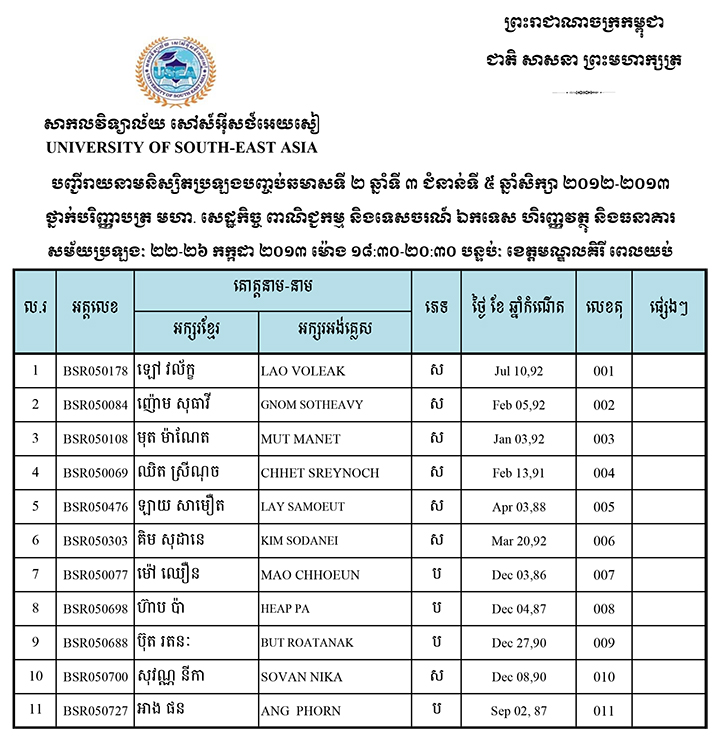 ព្រះរាជាណាចក្រកម្ពុជា
ជាតិ សាសនា ព្រះមហាក្សត្រ
សាកលវិទ្យាល័យ សៅស៍អ៊ីសថ៍អេយសៀ
UNIVERSITY OF SOUTH-EAST ASIA
បញ្ជីរាយនាមនិស្សិតប្រឡងបញ្ចប់ឆមាសទី ២ ឆ្នាំទី ៣ ជំនាន់ទី ៥ ឆ្នាំសិក្សា ២០១២-២០១៣
ថ្នាក់បរិញ្ញាបត្រ មហា. សេដ្ឋកិច្ច ពាណិជ្ជកម្ម និងទេសចរណ៍ ឯកទេស ហិរញ្ញវត្ថុ និងធនាគារ
សម័យប្រឡង: ២២-២៦ កក្កដា ២០១៣ ម៉ោង ១៨:៣០-២០:៣០ បន្ទប់: ខេត្តមណ្ឌលគិរី ពេលយប់
ល.រ អត្តលេខ គោត្តនាម-នាម ភេទ ថ្ងៃ ខែ ឆ្នាំកំណើត លេខតុ ផ្សេងៗ
អក្សរខ្មែរ អក្សរអង់គ្លេស
1 BSR050178 ឡៅ វល័ក្ខ LAO VOLEAK ស Jul 10,92 001
2 BSR050084 ញ៉ោម សុធាវី GNOM SOTHEAVY ស Feb 05,92 002
3 BSR050108 មុត ម៉ាណែត MUT MANET ស Jan 03,92 003
4 BSR050069 ឈិត ស្រីណុច CHHET SREYNOCH ស Feb 13,91 004
5 BSR050476 ឡាយ សាមឿត LAY SAMOEUT ស Apr 03,88 005
6 BSR050303 គិម សុដានេ KIM SODANEI ស Mar 20,92 006
7 BSR050077 ម៉ៅ ឈឿន MAO CHHOEUN ប Dec 03,86 007
8 BSR050698 ហ៊ាប ប៉ា HEAP PA ប Dec 04,87 008
9 BSR050688 ប៊ុត រតនៈ BUT ROATANAK ប Dec 27,90 009
10 BSR050700 សុវណ្ណ នីកា SOVAN NIKA ស Dec 08,90 010
11 BSR050727 អាង ផន ANG PHORN ប Sep 02, 87 011